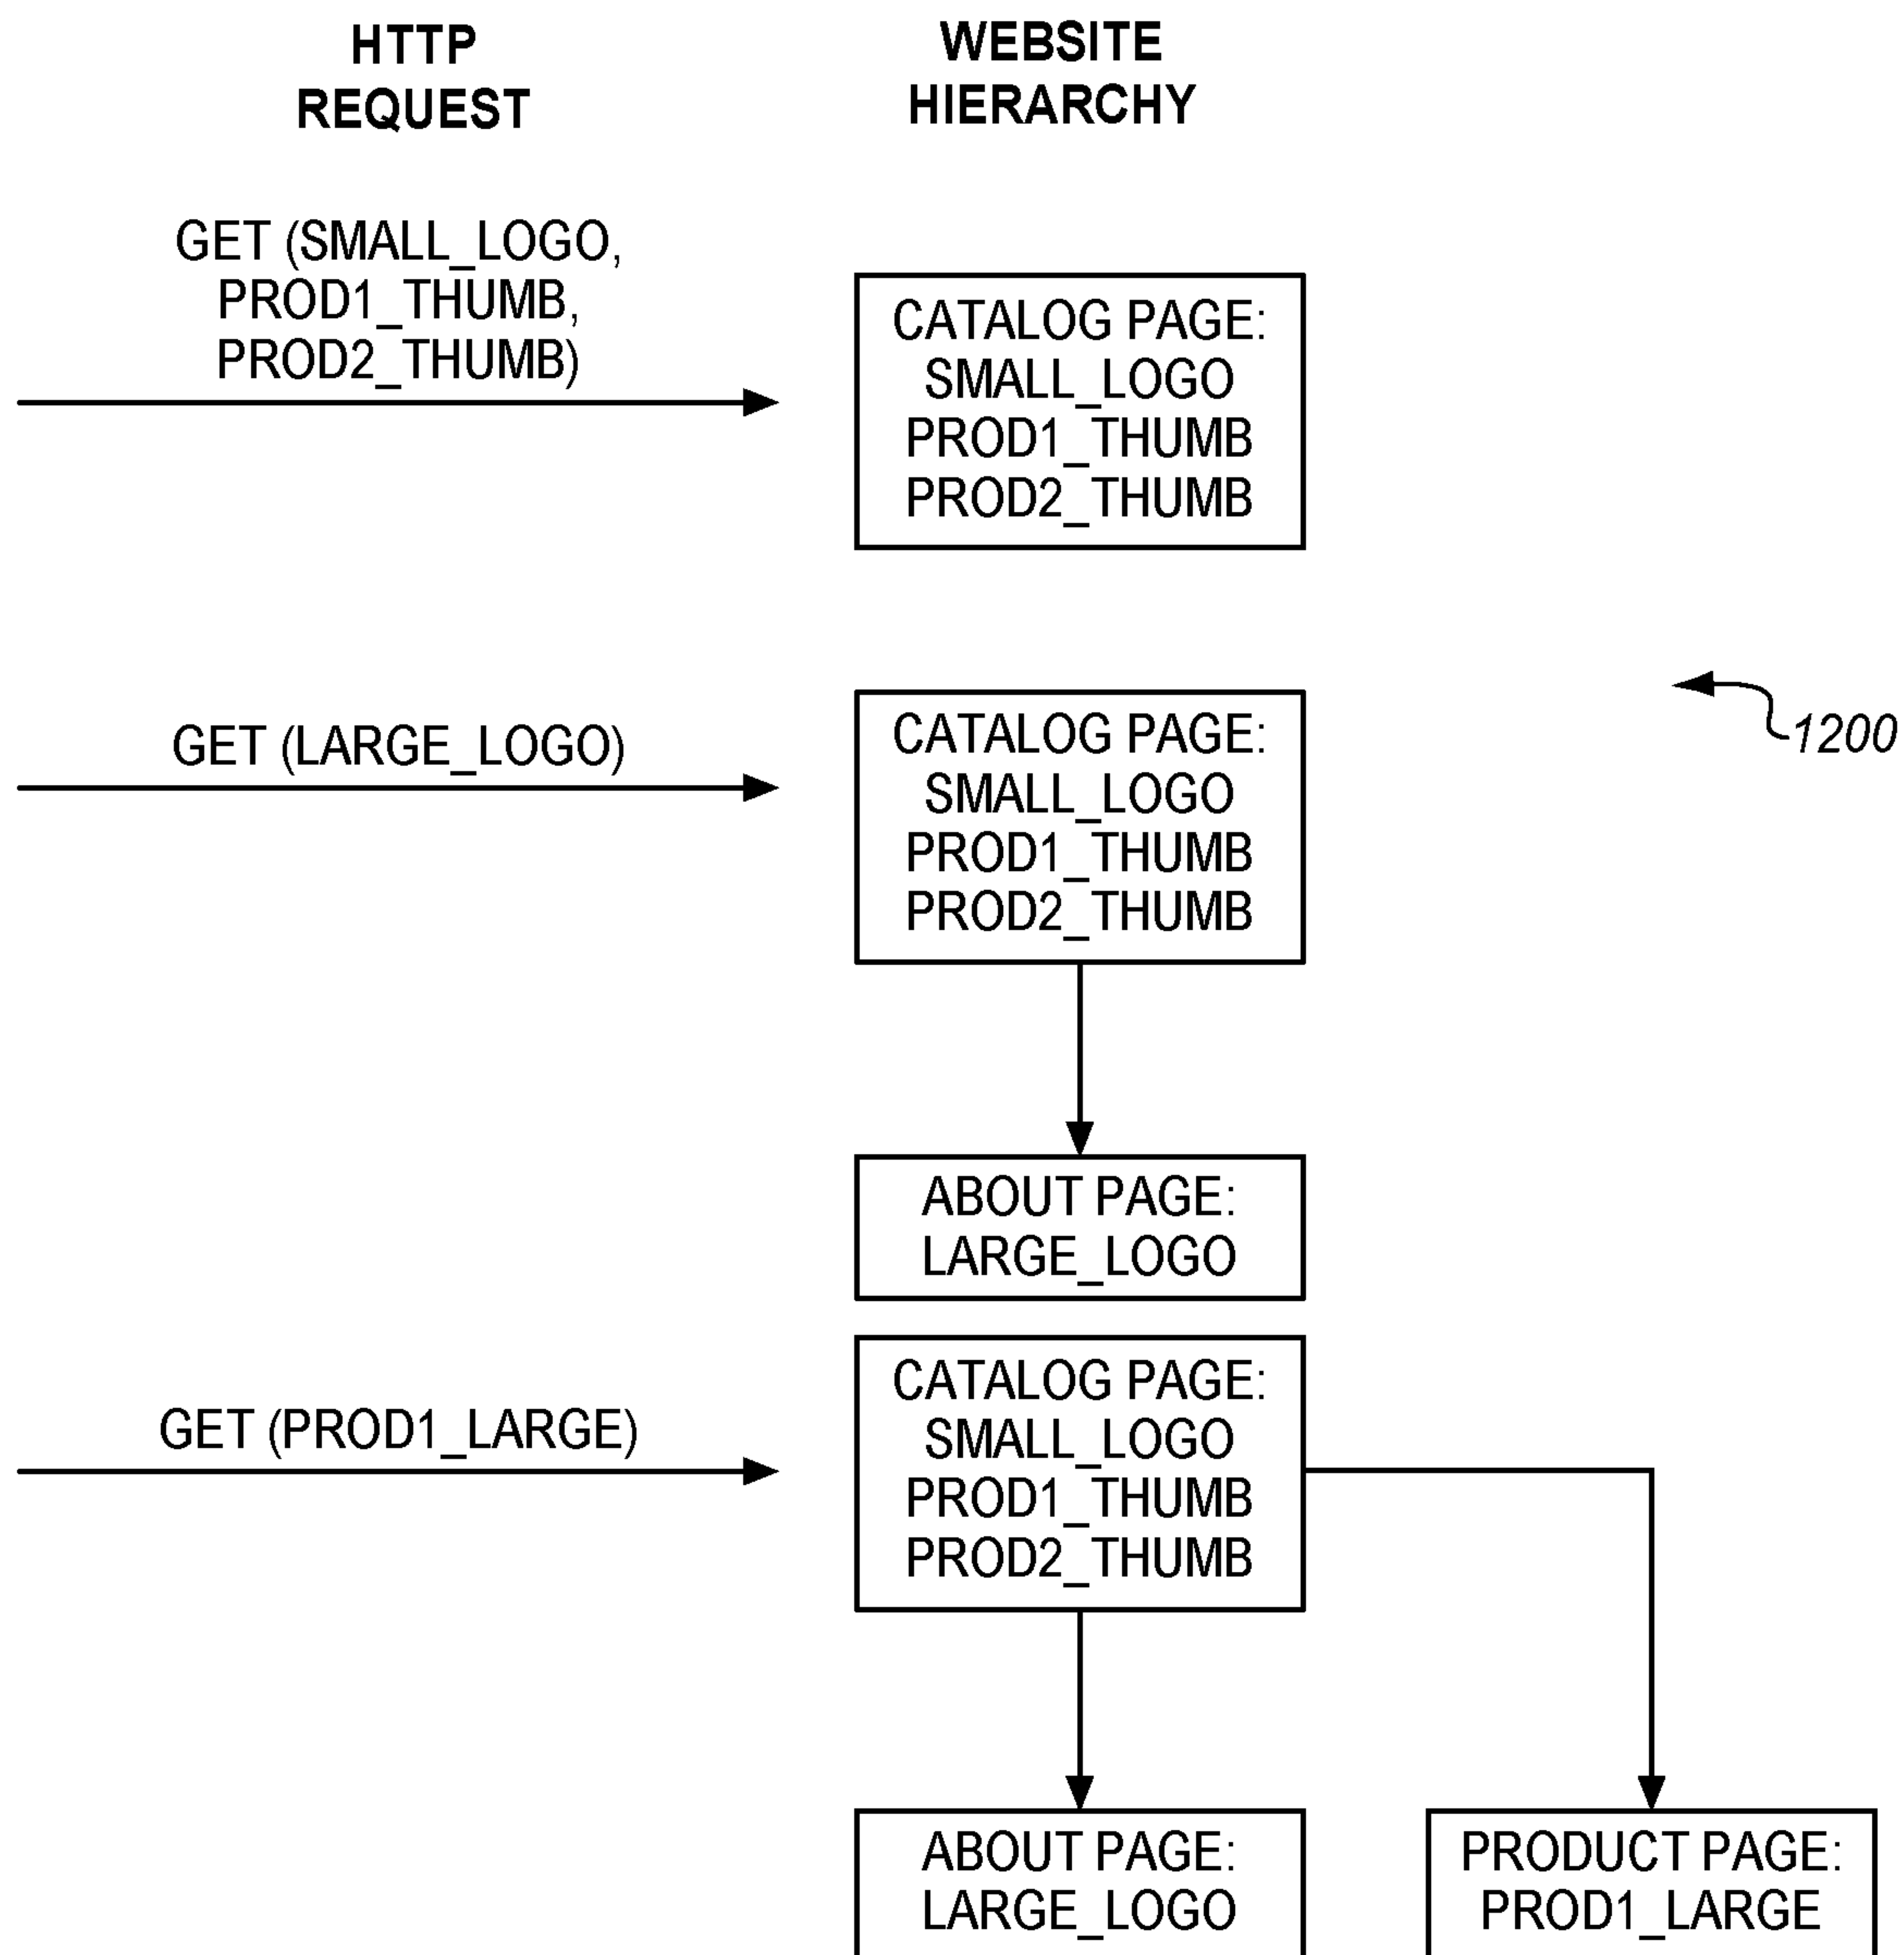 HTTP
REQUEST
WEBSITE
HIERARCHY
GET (SMALL_LOGO,
PROD1_THUMB,
PROD2_THUMB)
CATALOG PAGE:
SMALL_LOGO
PROD1_THUMB
PROD2_THUMB
1200
GET (LARGE_LOGO)
CATALOG PAGE:
SMALL_LOGO
PROD1_THUMB
PROD2_THUMB
ABOUT PAGE:
LARGE_LOGO
GET (PROD1_LARGE)
CATALOG PAGE:
SMALL_LOGO
PROD1_THUMB
PROD2_THUMB
ABOUT PAGE:
LARGE_LOGO
PRODUCT PAGE:
PROD1_LARGE